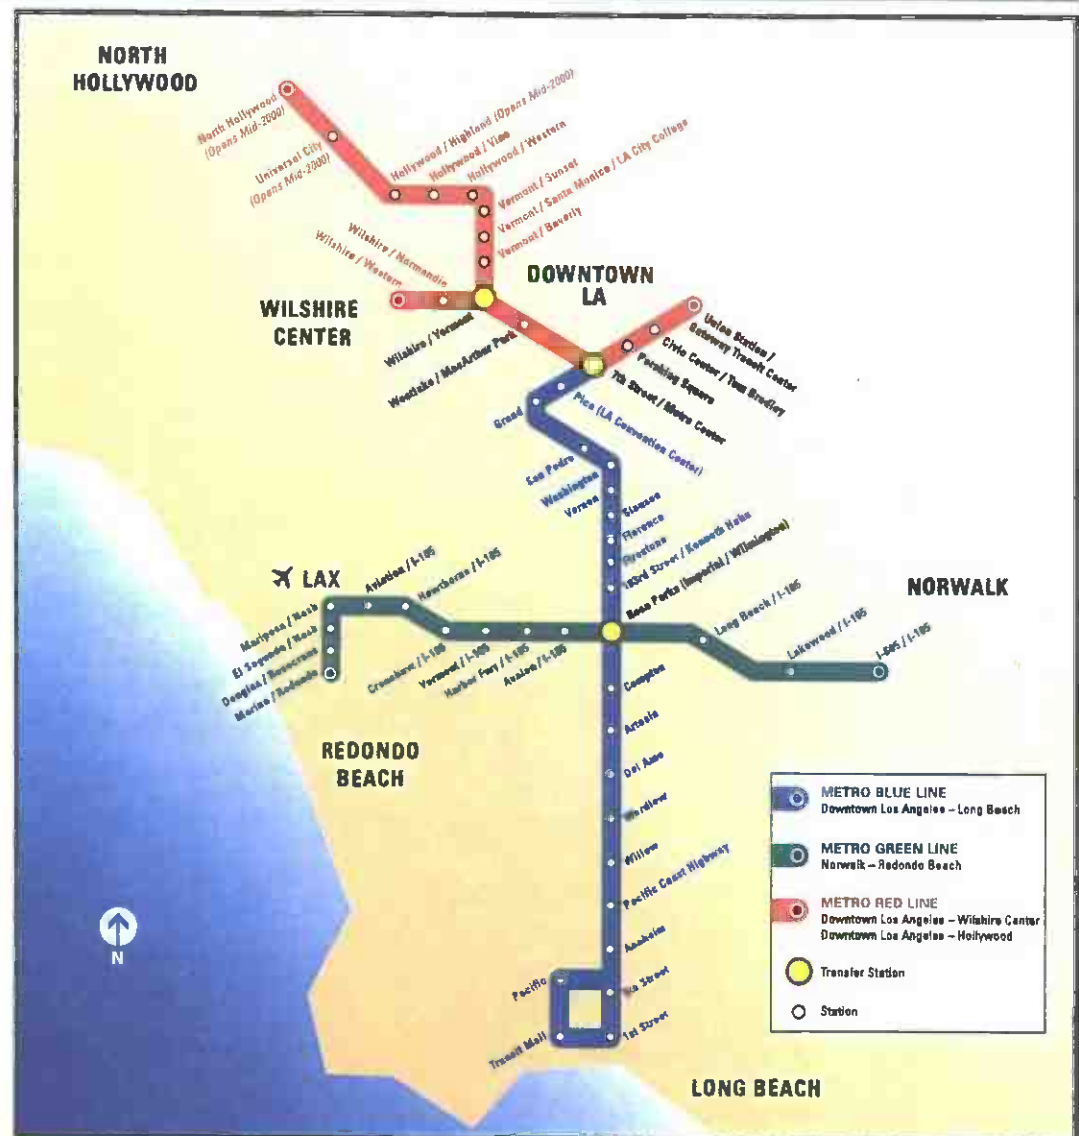 NORTH
HOLLYWOOD
North Hollywood
(Opens Mid-2000)
Universal City
(Opens Mid-2000)
Hollywood / Highland (Opens Mid-2000)
Hollywood / Vine
Hollywood / Western
Vermont / Sunset
Vermont / Santa Monica / LA City College
Vermont / Beverly
Wilshire / Normandie
Wilshire / Western
WILSHIRE
CENTER
DOWNTOWN
LA
Wilshire / Vermont
Westlake / MacArthur Park
Union Station /
Gateway Transit Center
Civic Center / Tom Bradley
Pershing Square
7th Street / Metro Center
Pico (LA Convention Center)
Grand
San Pedro
Washington
Vernon
Slauson
Florence
Firestone
103rd Street / Kenneth Hahn
Rosa Parks (Imperial / Wilmington)
LAX
Aviation / I-105
Hawthorne / I-105
Mariposa / Nash
El Segundo / Nash
Douglas / Rosecrans
Marine / Redondo
Crenshaw / I-105
Vermont / I-105
Harbor Fwy / I-105
Avalon / I-105
Long Beach / I-105
Lakewood / I-105
I-605 / I-105
NORWALK
REDONDO
BEACH
Compton
Artesia
Del Amo
Wardlow
Willow
Pacific Coast Highway
Anaheim
Street
1st Street
Pacific
Transit Mall
LONG BEACH
N
METRO BLUE LINE
Downtown Los Angeles – Long Beach
METRO GREEN LINE
Norwalk – Redondo Beach
METRO RED LINE
Downtown Los Angeles – Wilshire Center
Downtown Los Angeles – Hollywood
Transfer Station
Station